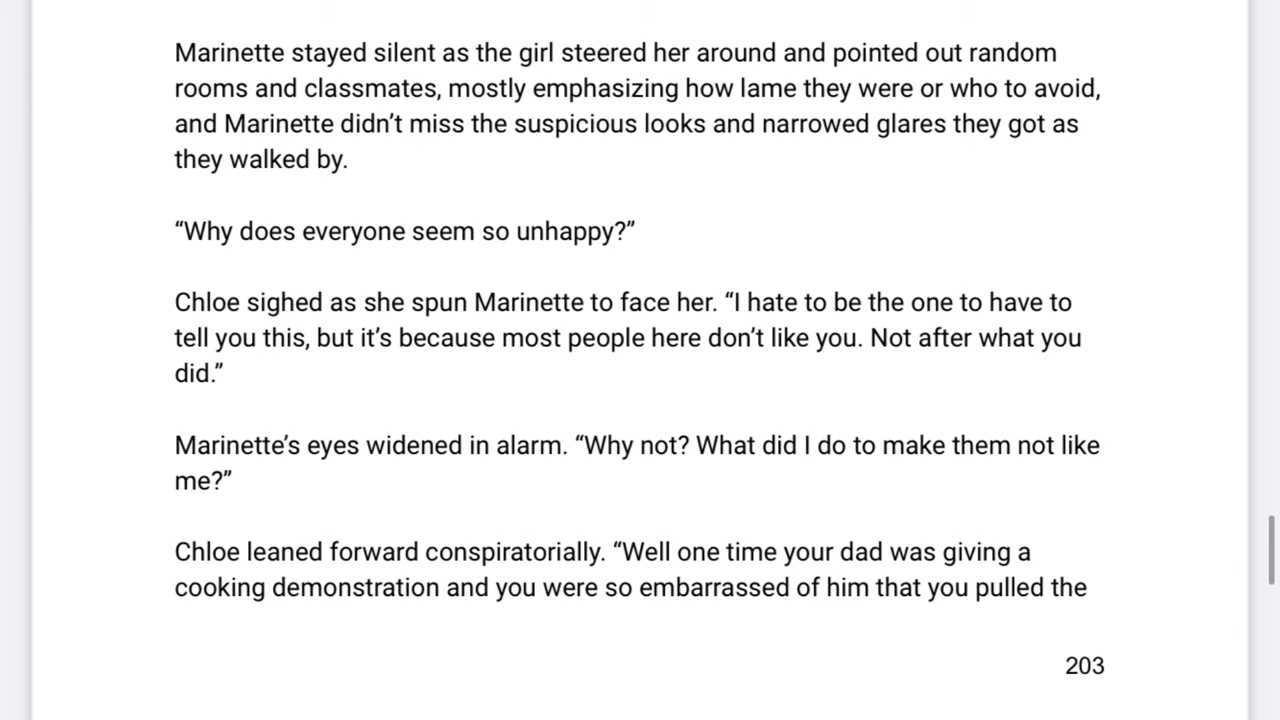 Marinette stayed silent as the girl steered her around and pointed out random
rooms and classmates, mostly emphasizing how lame they were or who to avoid,
and Marinette didn’t miss the suspicious looks and narrowed glares they got as
they walked by.
“Why does everyone seem so unhappy?”
Chloe sighed as she spun Marinette to face her. “I hate to be the one to have to
tell you this, but it’s because most people here don’t like you. Not after what you
did.”
Marinette’s eyes widened in alarm. “Why not? What did I do to make them not like
me?”
Chloe leaned forward conspiratorially. “Well one time your dad was giving a
cooking demonstration and you were so embarrassed of him that you pulled the
203